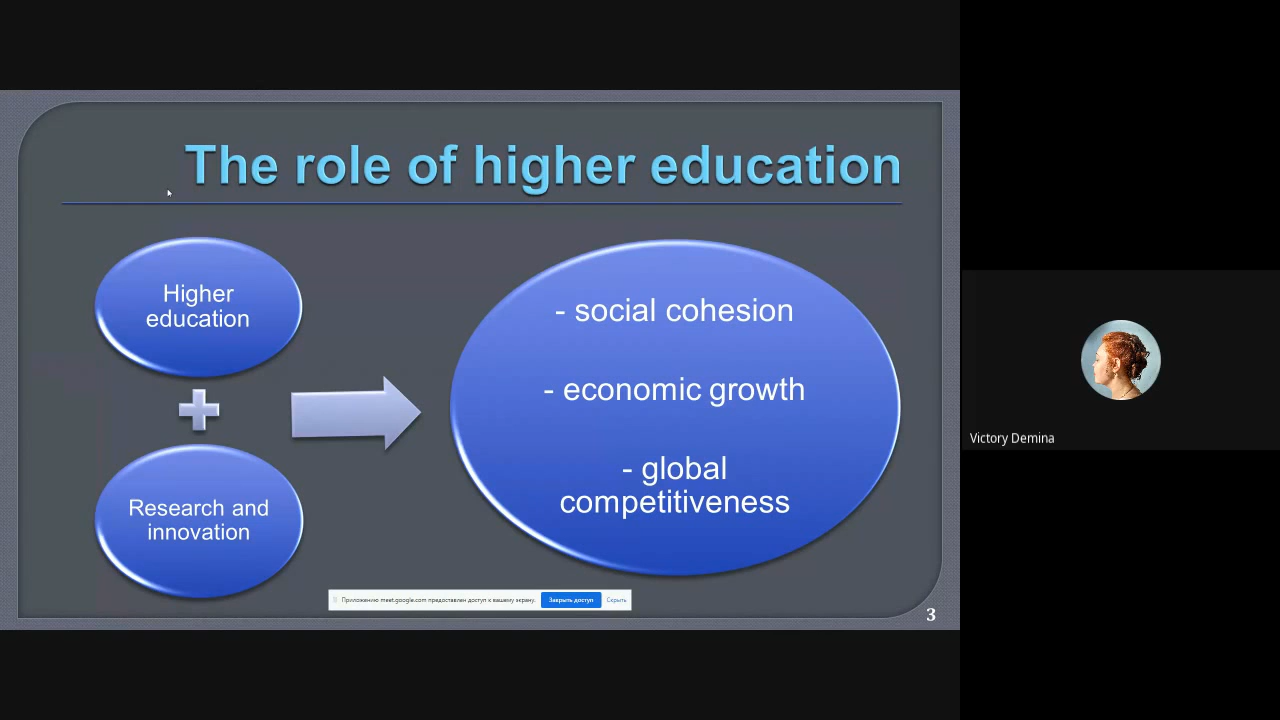 The role of higher education
Higher
education
Research and
innovation
- social cohesion
- economic growth
- global
competitiveness
Приложению meet.google.com предоставлен доступ к вашему экрану.
Закрыть доступ
Скрыть
3
Victory Demina